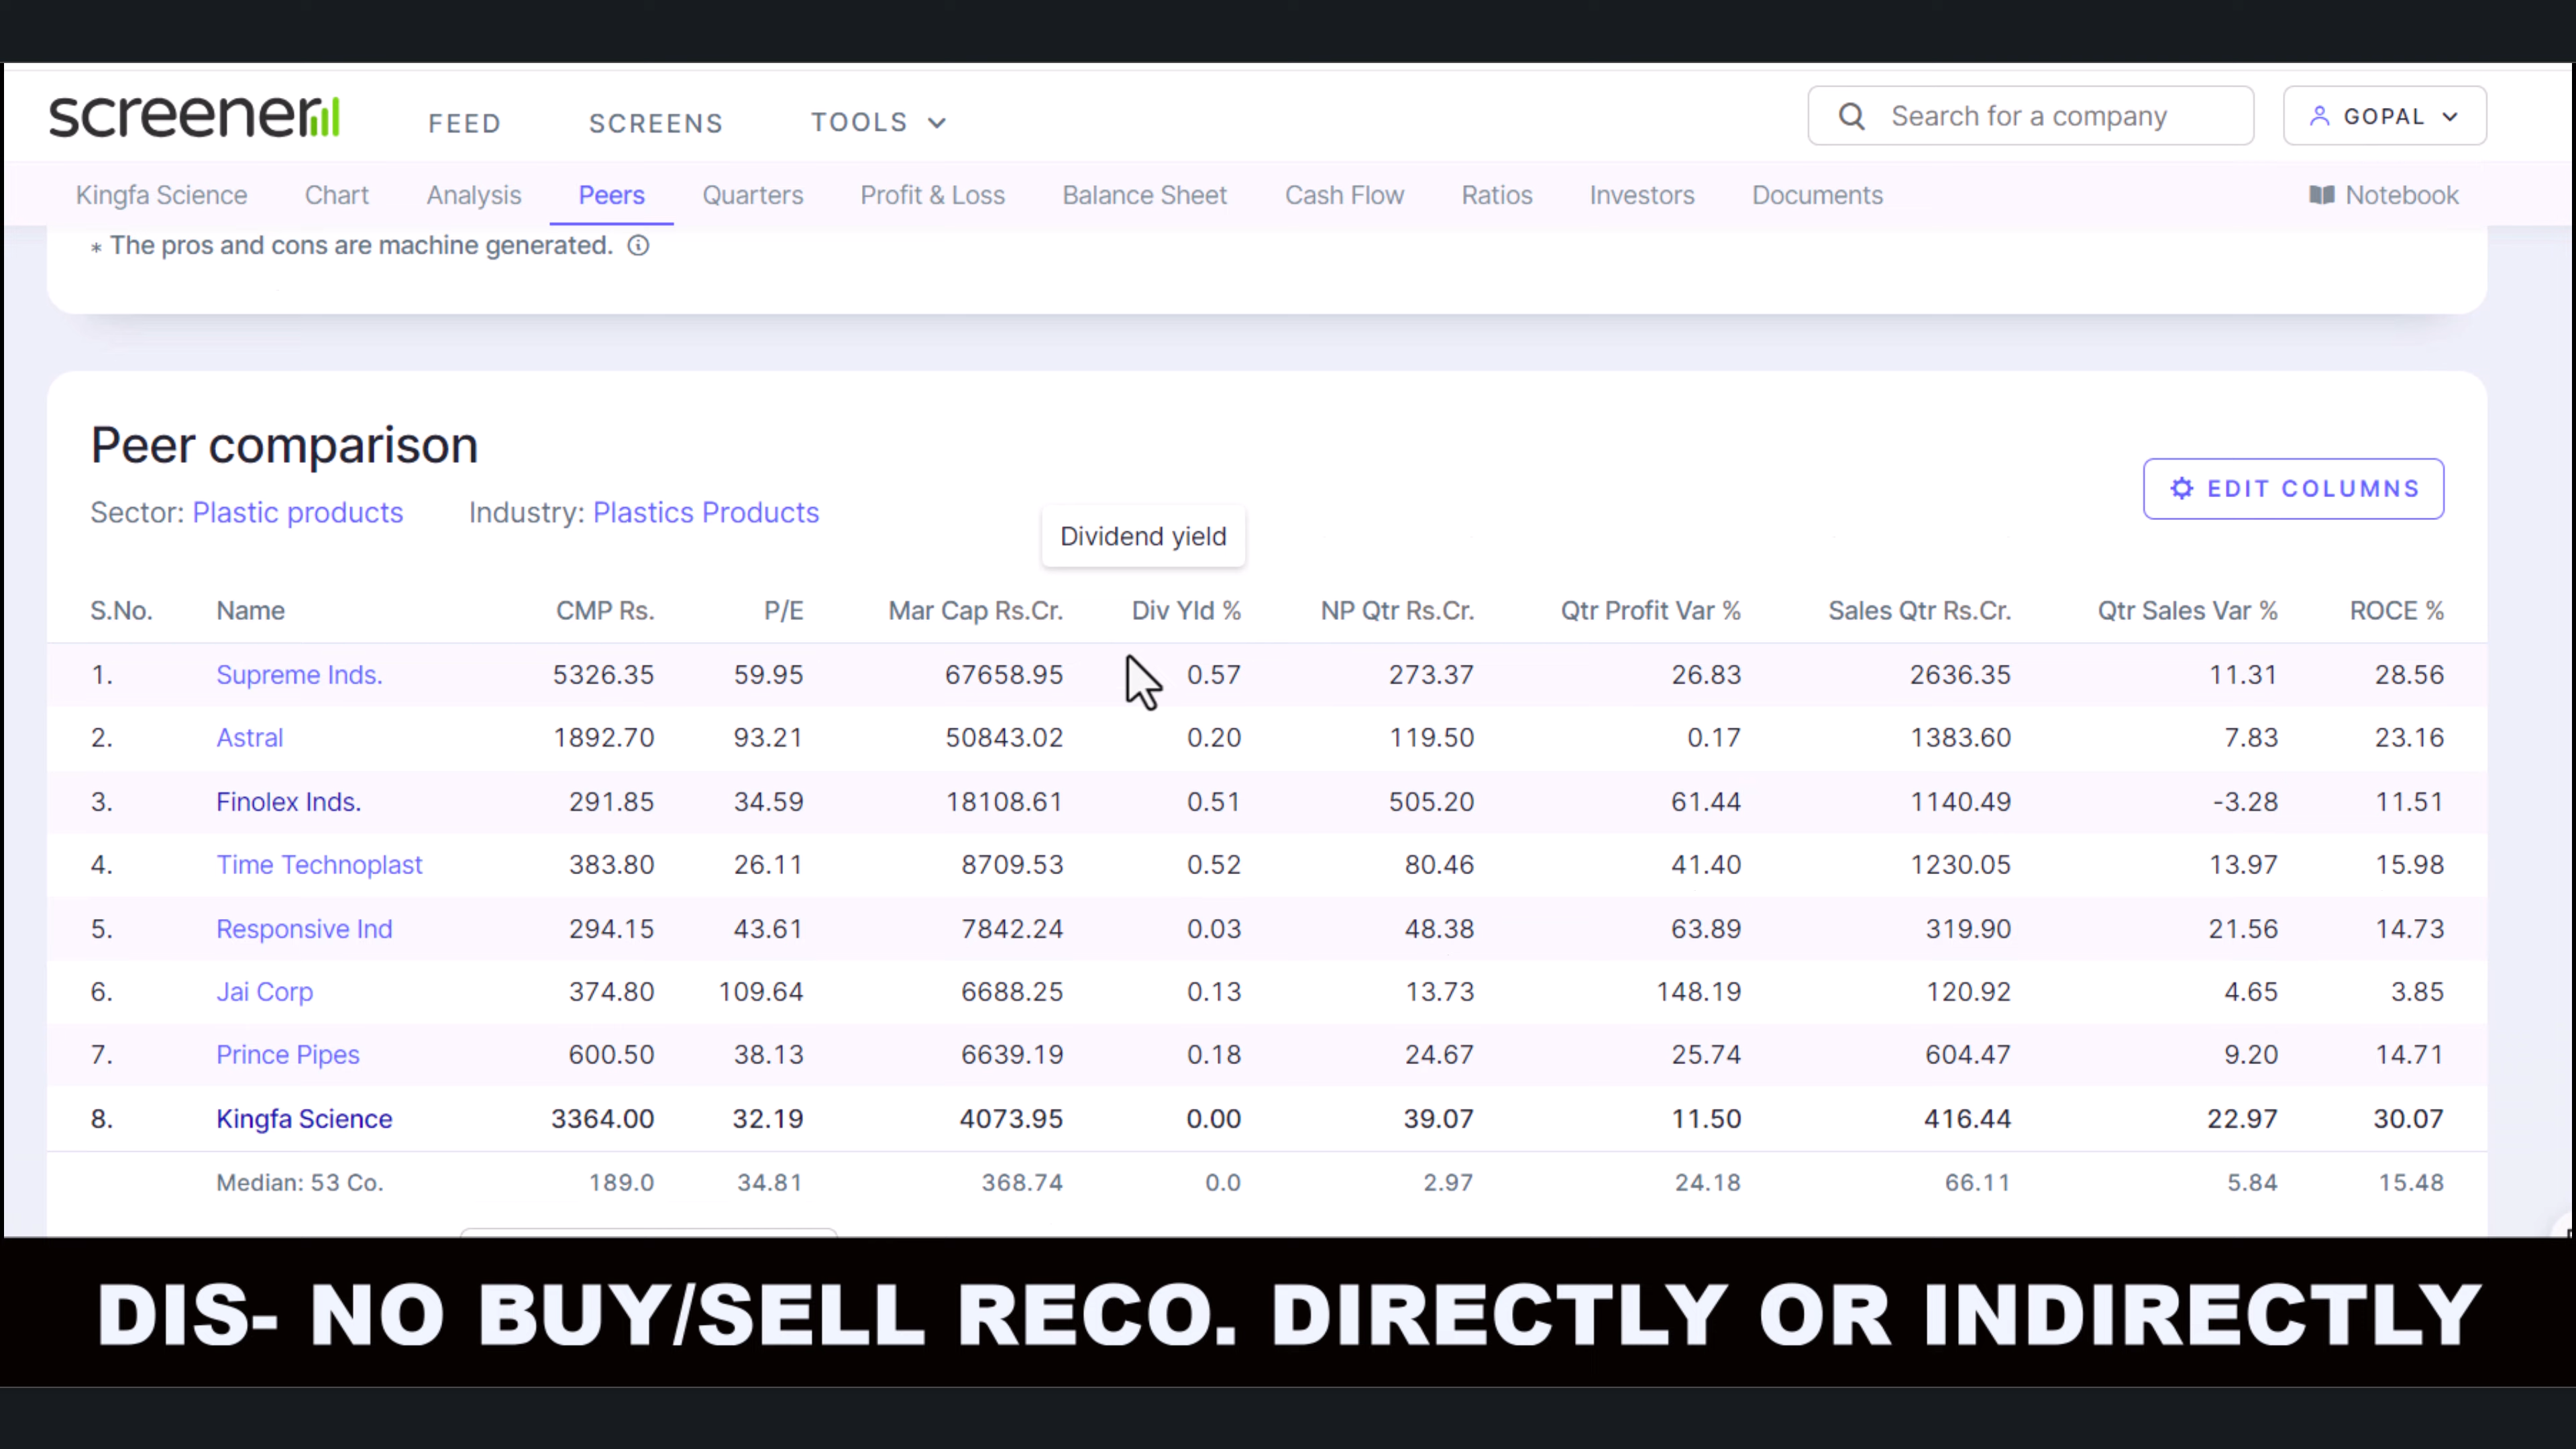 screener FEED SCREENS TOOLS Search for a company GOPAL
Kingfa Science Chart Analysis Peers Quarters Profit & Loss Balance Sheet Cash Flow Ratios Investors Documents Notebook
* The pros and cons are machine generated.
Peer comparison
EDIT COLUMNS
Sector: Plastic products Industry: Plastics Products
Dividend yield
S.No. Name CMP Rs. P/E Mar Cap Rs.Cr. Div Yld % NP Qtr Rs.Cr. Qtr Profit Var % Sales Qtr Rs.Cr. Qtr Sales Var % ROCE %
1. Supreme Inds. 5326.35 59.95 67658.95 0.57 273.37 26.83 2636.35 11.31 28.56
2. Astral 1892.70 93.21 50843.02 0.20 119.50 0.17 1383.60 7.83 23.16
3. Finolex Inds. 291.85 34.59 18108.61 0.51 505.20 61.44 1140.49 -3.28 11.51
4. Time Technoplast 383.80 26.11 8709.53 0.52 80.46 41.40 1230.05 13.97 15.98
5. Responsive Ind 294.15 43.61 7842.24 0.03 48.38 63.89 319.90 21.56 14.73
6. Jai Corp 374.80 109.64 6688.25 0.13 13.73 148.19 120.92 4.65 3.85
7. Prince Pipes 600.50 38.13 6639.19 0.18 24.67 25.74 604.47 9.20 14.71
8. Kingfa Science 3364.00 32.19 4073.95 0.00 39.07 11.50 416.44 22.97 30.07
Median: 53 Co. 189.0 34.81 368.74 0.0 2.97 24.18 66.11 5.84 15.48
DIS- NO BUY/SELL RECO. DIRECTLY OR INDIRECTLY